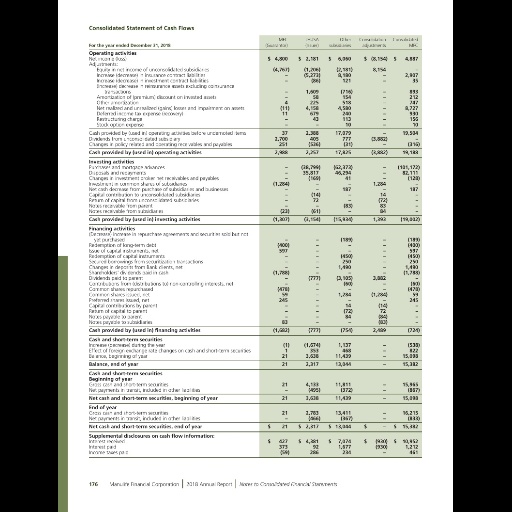 Consolidated Statement of Cash Flows
For the year ended December 31, 2018 MFC (Guarantor) JHUSA (Issuer) Other subsidiaries Consolidation adjustments Consolidated MFC
Operating activities
Net income (loss) $ 4,800 $ 2,181 $ 6,060 $ (8,154) $ 4,887
Adjustments:
Equity in net income of unconsolidated subsidiaries (4,767) (1,206) (2,181) 8,154 –
Increase (decrease) in insurance contract liabilities – (5,273) 8,180 – 2,907
Increase (decrease) in investment contract liabilities – (86) 121 – 35
(Increase) decrease in reinsurance assets excluding coinsurance
transactions – 1,609 (716) – 893
Amortization of (premium) discount on invested assets – 58 154 – 212
Other amortization 4 225 518 – 747
Net realized and unrealized (gains) losses and impairment on assets (11) 4,158 4,580 – 8,727
Deferred income tax expense (recovery) 11 679 240 – 930
Restructuring charge – 43 113 – 156
Stock option expense – – 10 – 10
Cash provided by (used in) operating activities before undernoted items 37 2,388 17,079 – 19,504
Dividends from unconsolidated subsidiary 2,700 405 777 (3,882) –
Changes in policy related and operating receivables and payables 251 (536) (31) – (316)
Cash provided by (used in) operating activities 2,988 2,257 17,825 (3,882) 19,188
Investing activities
Purchases and mortgage advances – (38,799) (62,373) – (101,172)
Disposals and repayments – 35,817 46,294 – 82,111
Changes in investment broker net receivables and payables – (169) 41 – (128)
Investment in common shares of subsidiaries (1,284) – – 1,284 –
Net cash decrease from purchase of subsidiaries and businesses – – 187 – 187
Capital contribution to unconsolidated subsidiaries – (14) – 14 –
Return of capital from unconsolidated subsidiaries – 72 – (72) –
Notes receivable from parent – – (83) 83 –
Notes receivable from subsidiaries (23) (61) – 84 –
Cash provided by (used in) investing activities (1,307) (3,154) (15,934) 1,393 (19,002)
Financing activities
(Decrease) increase in repurchase agreements and securities sold but not
yet purchased – – (189) – (189)
Redemption of long-term debt (400) – – – (400)
Issue of capital instruments, net 597 – – – 597
Redemption of capital instruments – – (450) – (450)
Secured borrowings from securitization transactions – – 250 – 250
Changes in deposits from Bank clients, net – – 1,490 – 1,490
Shareholders' dividends paid in cash (1,788) – – – (1,788)
Dividends paid to parent – (777) (3,105) 3,882 –
Contributions from (distributions to) non-controlling interests, net – – (60) – (60)
Common shares repurchased (478) – – – (478)
Common shares issued, net 59 – 1,284 (1,284) 59
Preferred shares issued, net 245 – – – 245
Capital contributions by parent – – 14 (14) –
Return of capital to parent – – (72) 72 –
Notes payable to parent – – 84 (84) –
Notes payable to subsidiaries 83 – – (83) –
Cash provided by (used in) financing activities (1,682) (777) (754) 2,489 (724)
Cash and short-term securities
Increase (decrease) during the year (1) (1,674) 1,137 – (538)
Effect of foreign exchange rate changes on cash and short-term securities 1 353 468 – 822
Balance, beginning of year 21 3,638 11,439 – 15,098
Balance, end of year 21 2,317 13,044 – 15,382
Cash and short-term securities
Beginning of year
Gross cash and short-term securities 21 4,133 11,811 – 15,965
Net payments in transit, included in other liabilities – (495) (372) – (867)
Net cash and short-term securities, beginning of year 21 3,638 11,439 – 15,098
End of year
Gross cash and short-term securities 21 2,783 13,411 – 16,215
Net payments in transit, included in other liabilities – (466) (367) – (833)
Net cash and short-term securities, end of year $ 21 $ 2,317 $ 13,044 $ – $ 15,382
Supplemental disclosures on cash flow information:
Interest received $ 427 $ 4,381 $ 7,074 $ (930) $ 10,952
Interest paid 373 92 1,677 (930) 1,212
Income taxes paid (59) 286 234 – 461
176 Manulife Financial Corporation | 2018 Annual Report | Notes to Consolidated Financial Statements